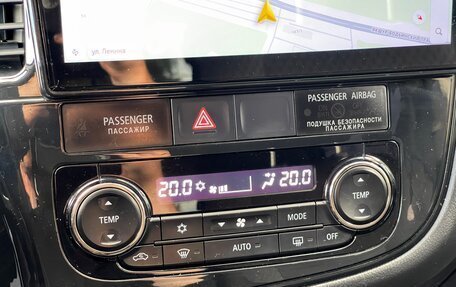 ул. Ленина
PASSENGER
ПАССАЖИР
PASSENGER AIRBAG
ПОДУШКА БЕЗОПАСНОСТИ
ПАССАЖИРА
20.0 20.0
TEMP MODE TEMP
AUTO OFF